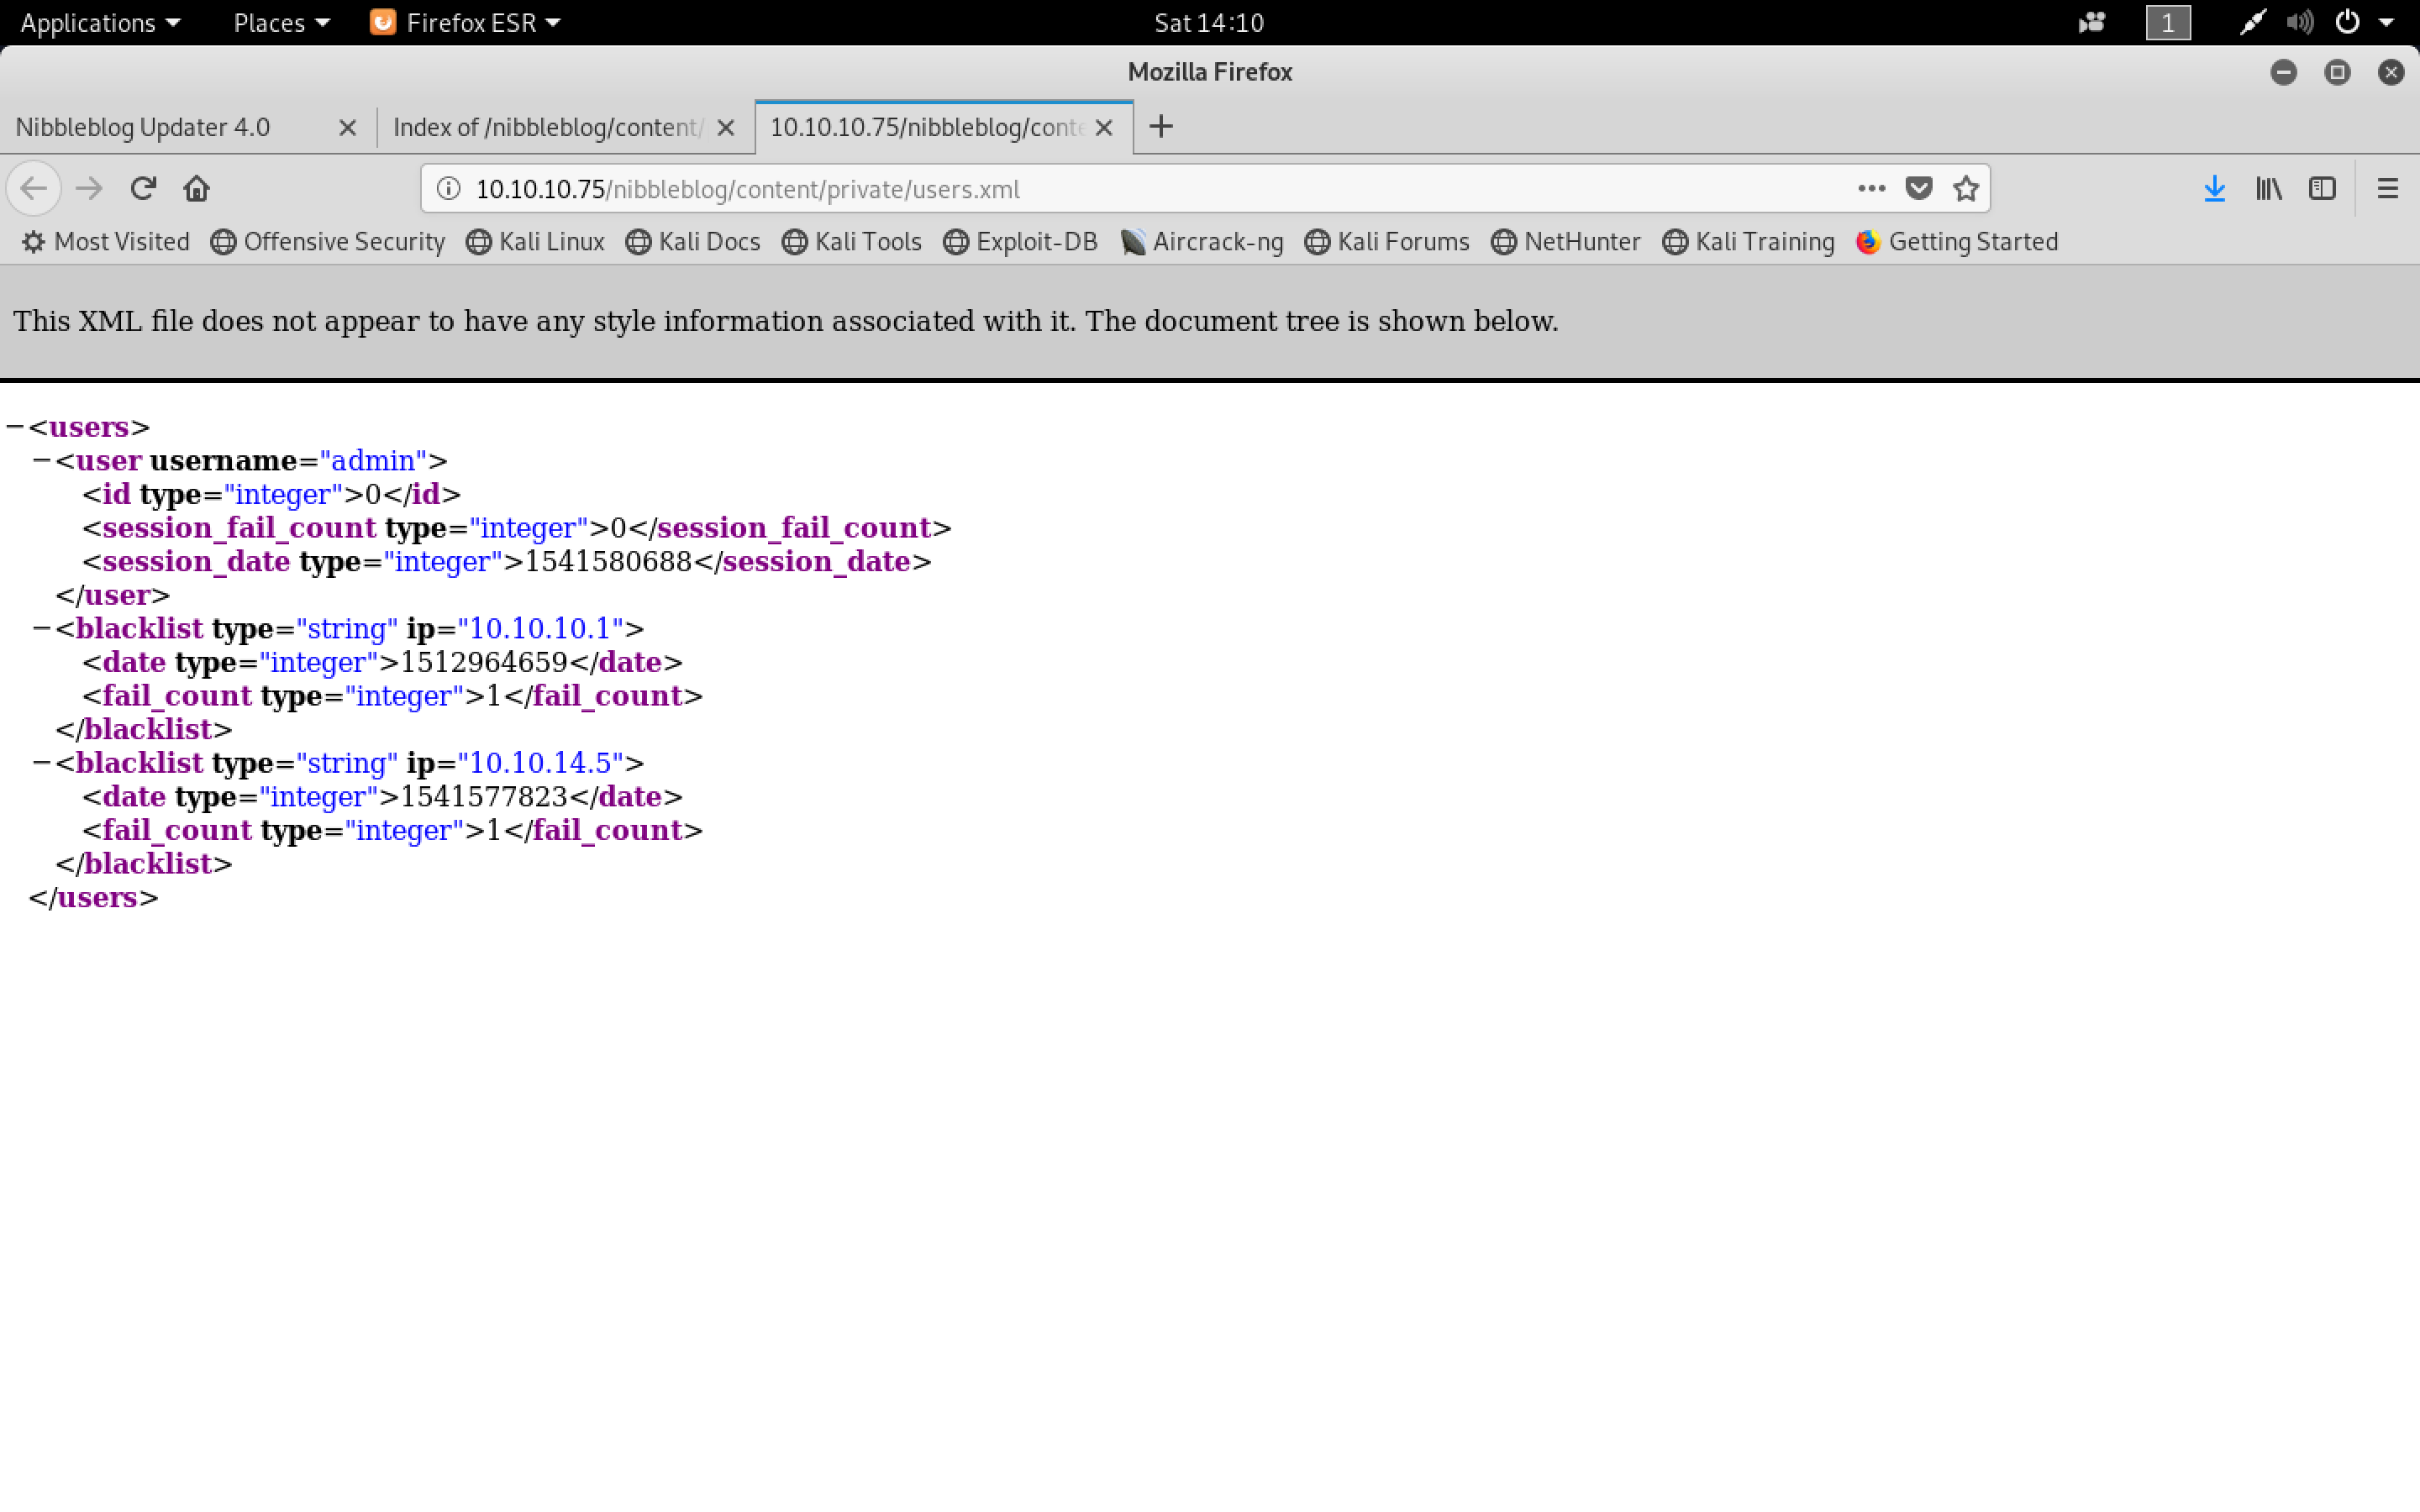 Applications Places Firefox ESR Sat 14:10 1
Mozilla Firefox
Nibbleblog Updater 4.0 Index of /nibbleblog/content/ 10.10.10.75/nibbleblog/conte
10.10.10.75/nibbleblog/content/private/users.xml
Most Visited Offensive Security Kali Linux Kali Docs Kali Tools Exploit-DB Aircrack-ng Kali Forums NetHunter Kali Training Getting Started
This XML file does not appear to have any style information associated with it. The document tree is shown below.
−<users>
−<user username="admin">
<id type="integer">0</id>
<session_fail_count type="integer">0</session_fail_count>
<session_date type="integer">1541580688</session_date>
</user>
−<blacklist type="string" ip="10.10.10.1">
<date type="integer">1512964659</date>
<fail_count type="integer">1</fail_count>
</blacklist>
−<blacklist type="string" ip="10.10.14.5">
<date type="integer">1541577823</date>
<fail_count type="integer">1</fail_count>
</blacklist>
</users>